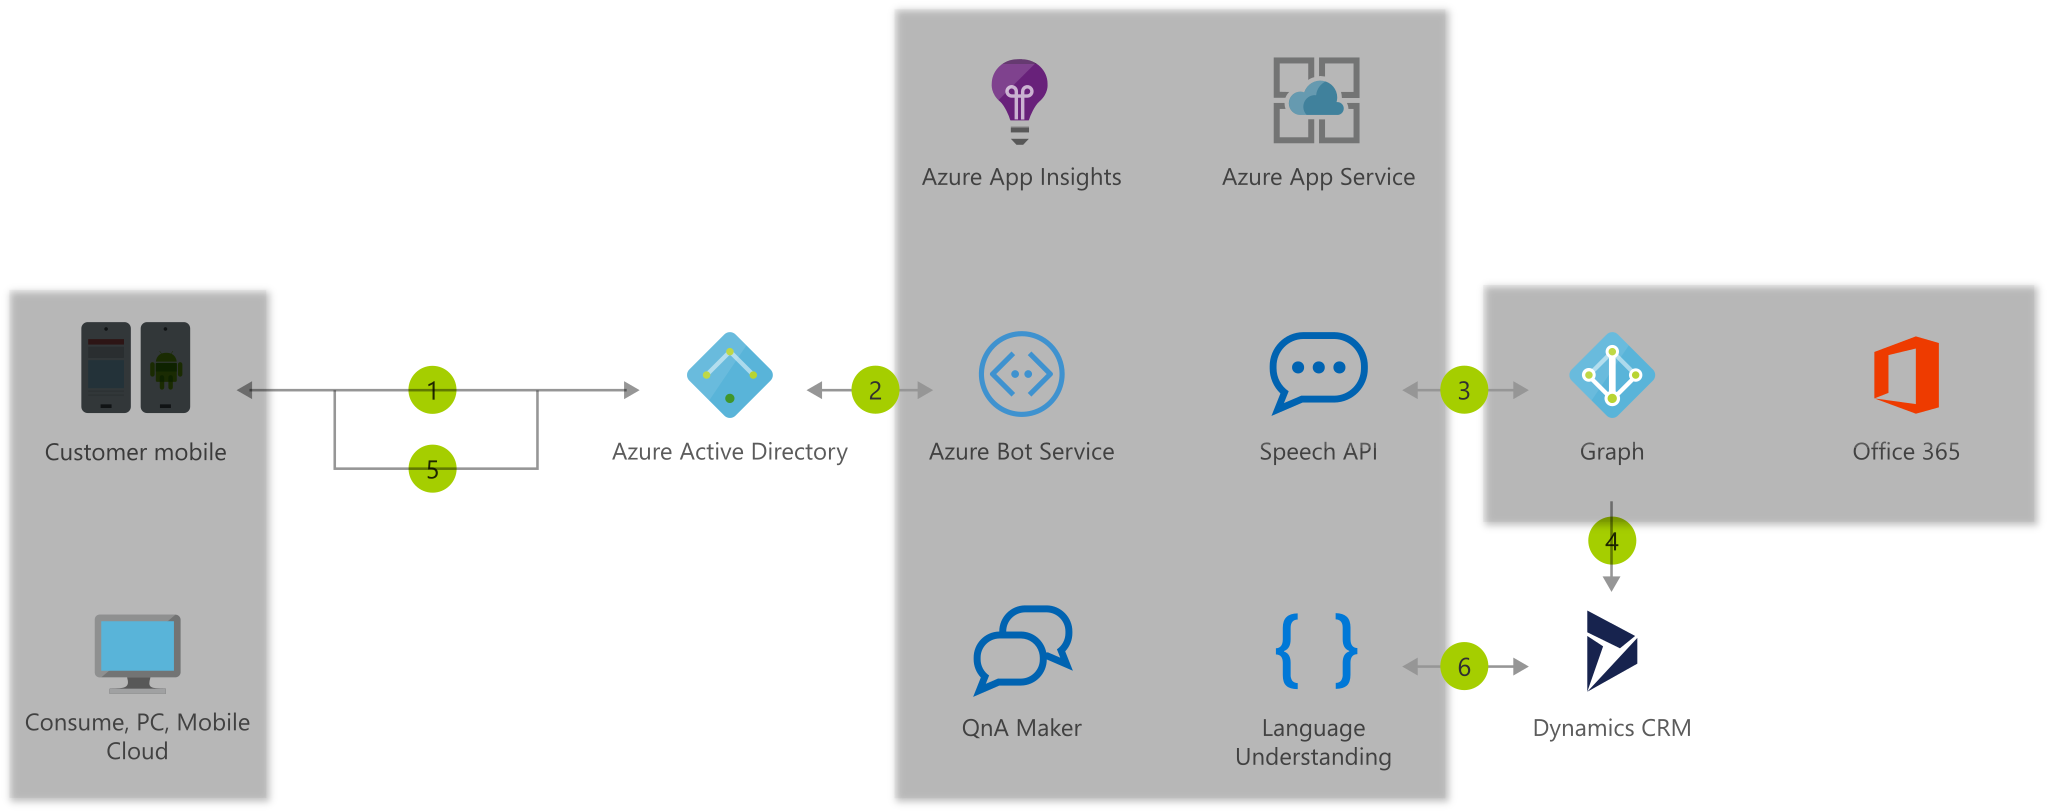 Azure App Insights
Azure App Service
1
2
3
5
Customer mobile
Azure Active Directory
Azure Bot Service
Speech API
Graph
Office 365
4
6
Consume, PC, Mobile
Cloud
QnA Maker
Language
Understanding
Dynamics CRM